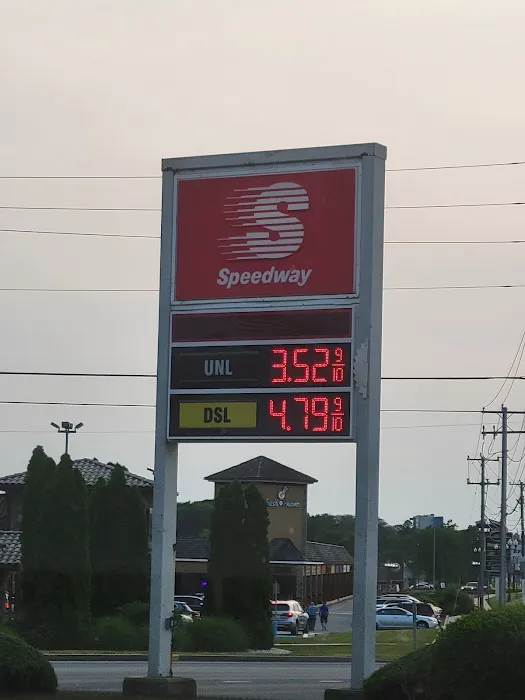 S
Speedway
UNL 3.52 9/10
DSL 4.79 9/10